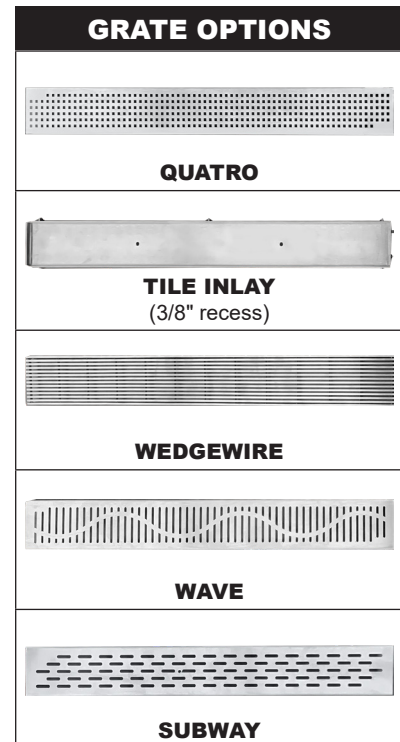 GRATE OPTIONS
QUATRO
TILE INLAY
(3/8" recess)
WEDGEWIRE
WAVE
SUBWAY